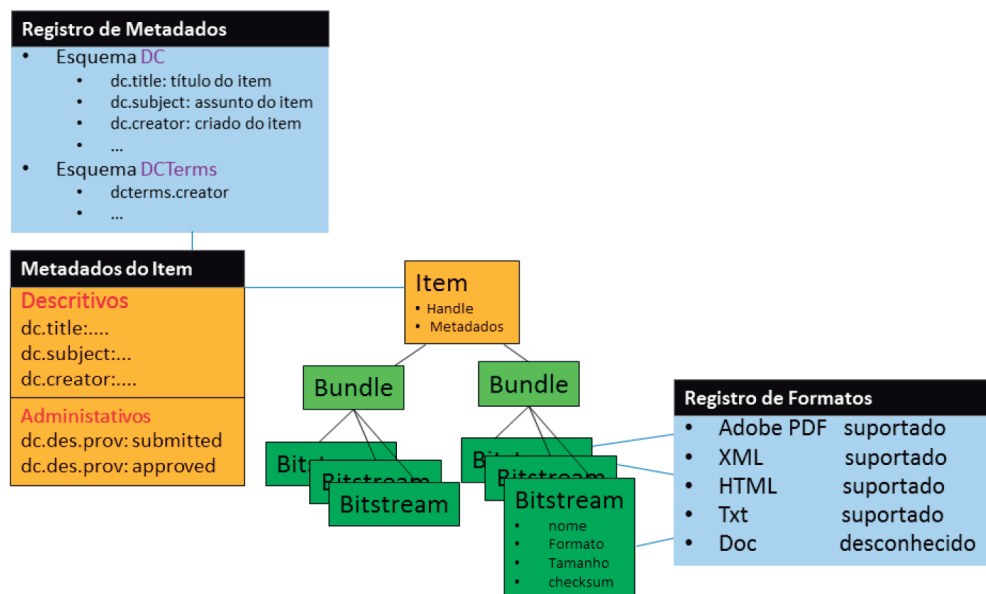 Registro de Metadados
• Esquema DC
• dc.title: título do item
• dc.subject: assunto do item
• dc.creator: criado do item
• ...
• Esquema DCTerms
• dcterms.creator
• ...
Metadados do Item
Descritivos
dc.title:....
dc.subject:...
dc.creator:....
Administativos
dc.des.prov: submitted
dc.des.prov: approved
Item
• Handle
• Metadados
Bundle
Bundle
Bitstream
Bitstream
Bitstream
Bitstream
Bitstream
Bitstream
• nome
• Formato
• Tamanho
• checksum
Registro de Formatos
• Adobe PDF suportado
• XML suportado
• HTML suportado
• Txt suportado
• Doc desconhecido